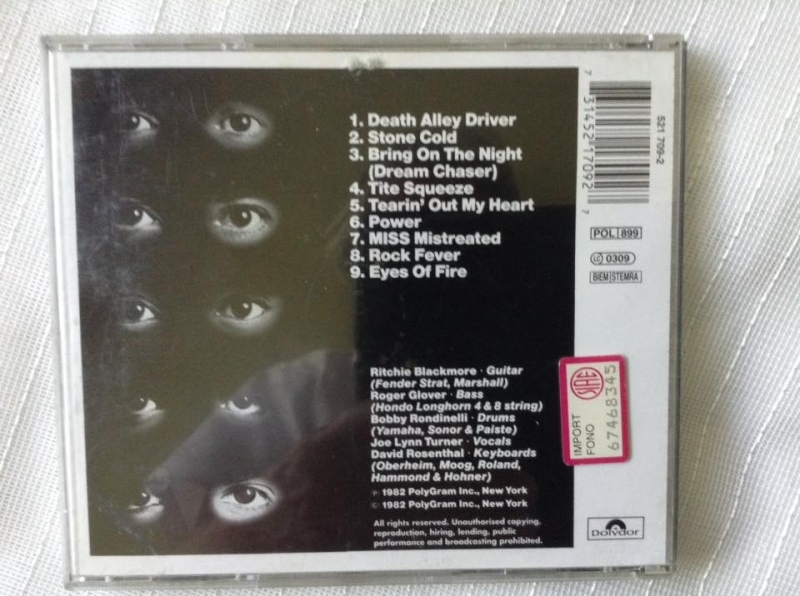 1. Death Alley Driver
2. Stone Cold
3. Bring On The Night
(Dream Chaser)
4. Tite Squeeze
5. Tearin' Out My Heart
6. Power
7. MISS Mistreated
8. Rock Fever
9. Eyes Of Fire
Ritchie Blackmore · Guitar
(Fender Strat, Marshall)
Roger Glover · Bass
(Hondo Longhorn 4 & 8 string)
Bobby Rondinelli · Drums
(Yamaha, Sonor & Paiste)
Joe Lynn Turner · Vocals
David Rosenthal · Keyboards
(Oberheim, Moog, Roland,
Hammond & Hohner)
℗ 1982 PolyGram Inc., New York
© 1982 PolyGram Inc., New York
All rights reserved. Unauthorised copying,
reproduction, hiring, lending, public
performance and broadcasting prohibited.
7 31452 17092 7
521 709-2
POL 899
LC 0309
BIEM STEMRA
SIAE
IMPORT
FONO
67468345
Polydor